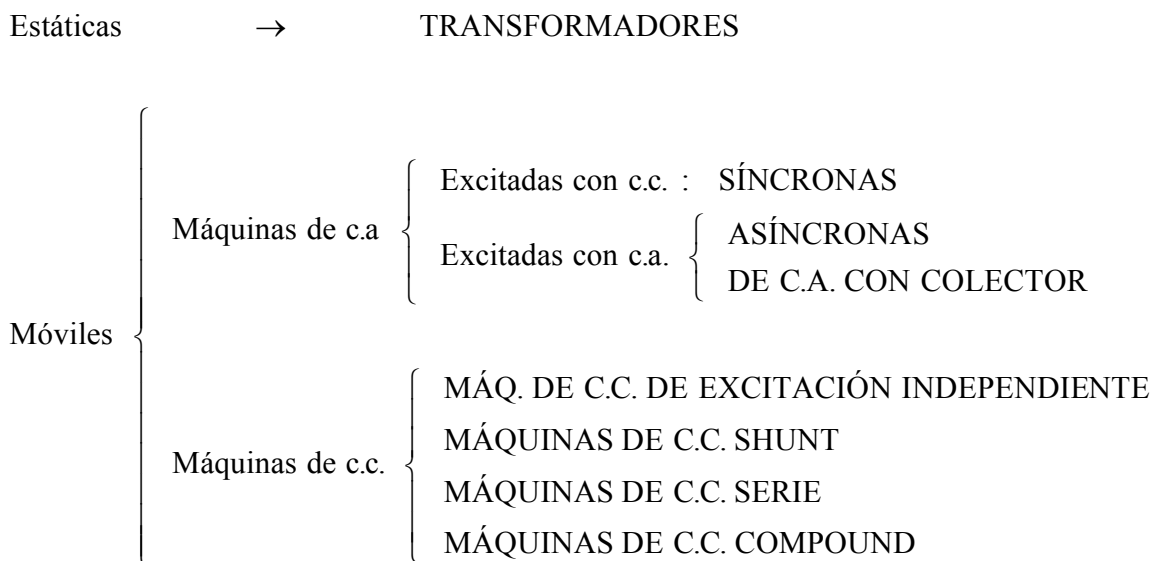 Estáticas → TRANSFORMADORES
Excitadas con c.c. : SÍNCRONAS
Máquinas de c.a
Excitadas con c.a.
ASÍNCRONAS
DE C.A. CON COLECTOR
Móviles
MÁQ. DE C.C. DE EXCITACIÓN INDEPENDIENTE
MÁQUINAS DE C.C. SHUNT
Máquinas de c.c.
MÁQUINAS DE C.C. SERIE
MÁQUINAS DE C.C. COMPOUND